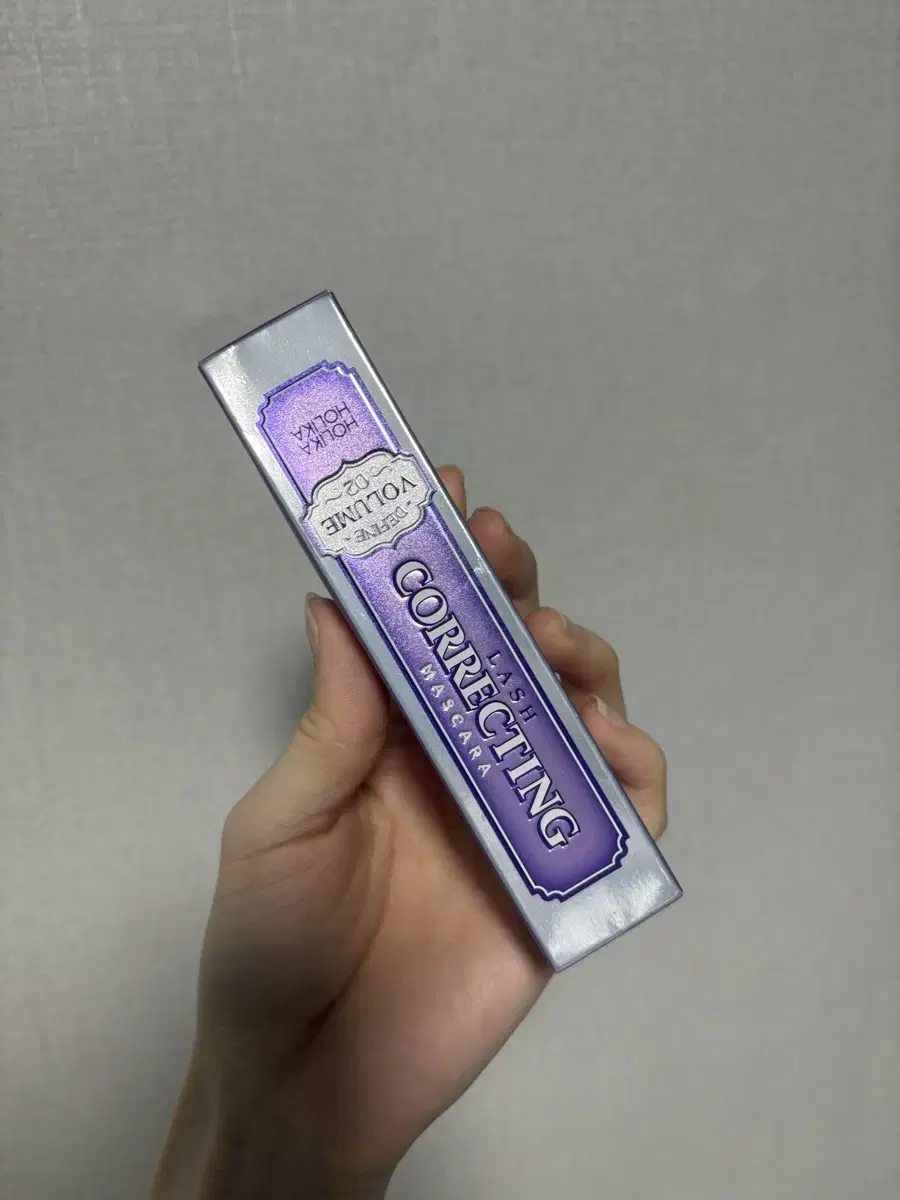 HOLIKA
HOLIKA
~02~
VOLUME
DEFINE
LASH
CORRECTING
MASCARA